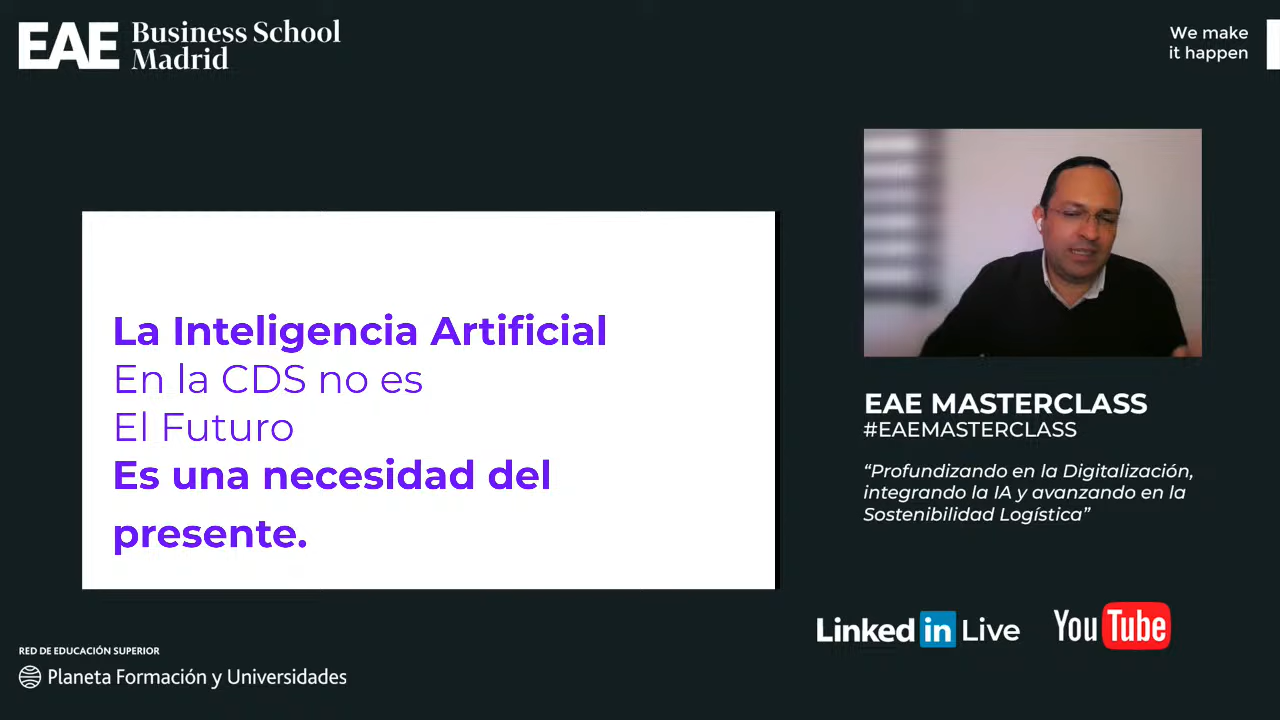 EAE Business School
Madrid
We make
it happen
La Inteligencia Artificial
En la CDS no es
El Futuro
Es una necesidad del
presente.
EAE MASTERCLASS
#EAEMASTERCLASS
“Profundizando en la Digitalización,
integrando la IA y avanzando en la
Sostenibilidad Logística”
Linked in Live
YouTube
RED DE EDUCACIÓN SUPERIOR
Planeta Formación y Universidades